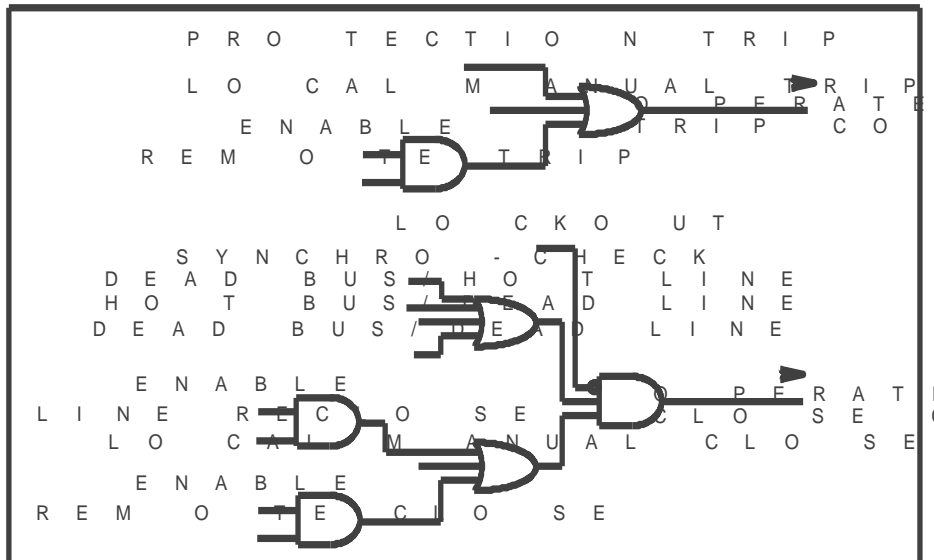 PROTECTION TRIP
LOCAL MANUAL TRIP
OPERATE
ENABLE
TRIP CO
REMOTE TRIP
LOCKOUT
SYNCHRO-CHECK
DEAD BUS/HOT LINE
HOT BUS/DEAD LINE
DEAD BUS/DEAD LINE
ENABLE
OPERAT
LINE RECLOSE
CLOSE
LOCAL MANUAL CLOSE
ENABLE
REMOTE CLOSE